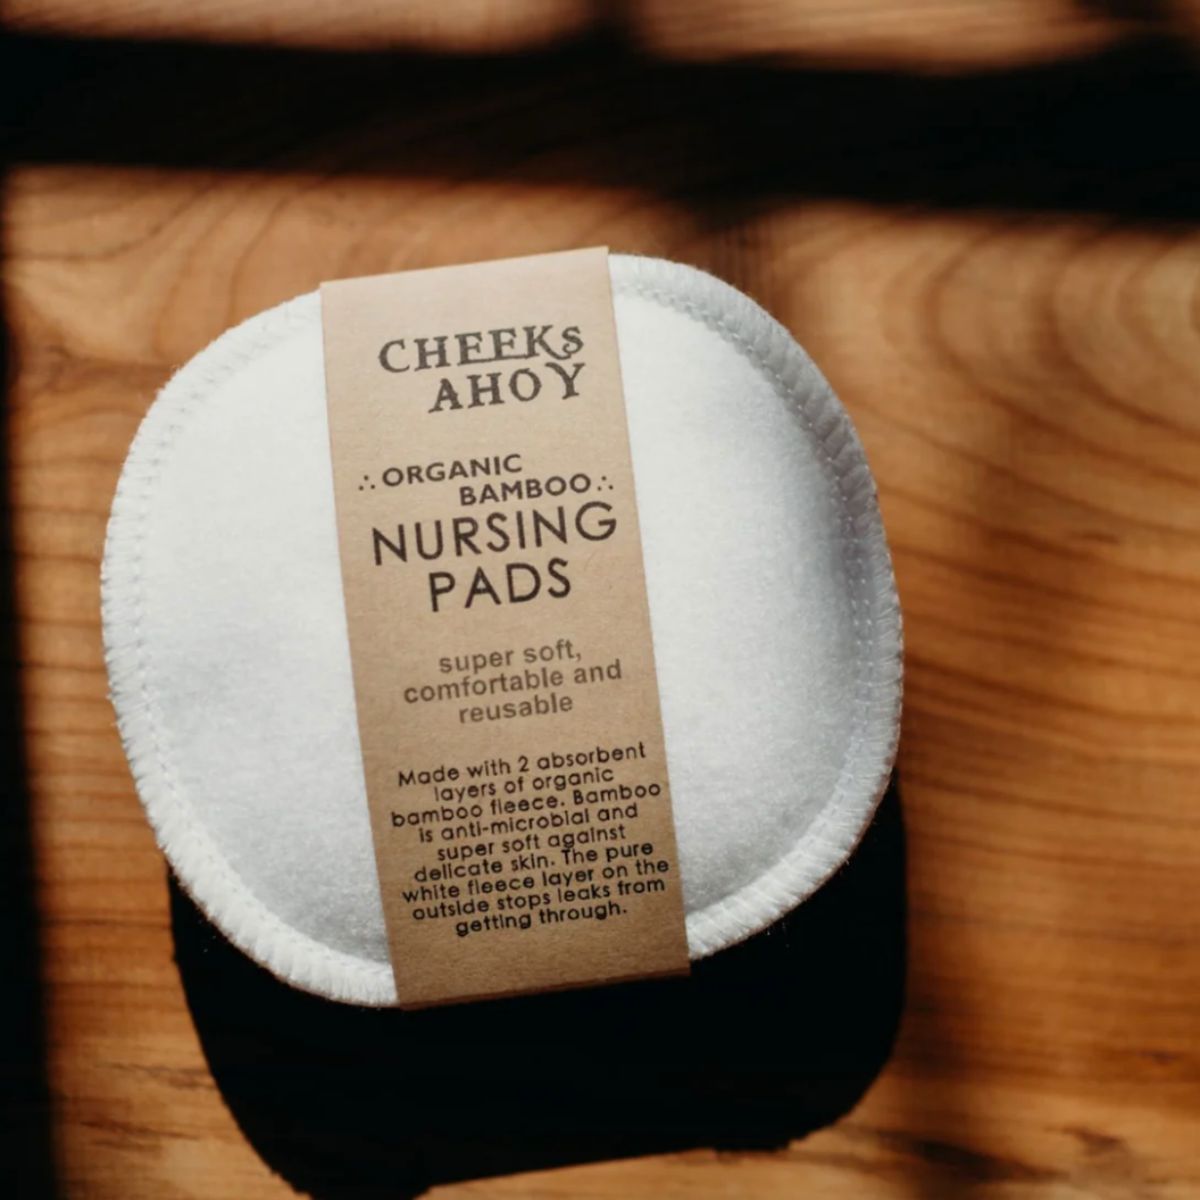 CHEEKS
AHOY
∴ ORGANIC
BAMBOO ∴
NURSING
PADS
super soft,
comfortable and
reusable
Made with 2 absorbent
layers of organic
bamboo fleece. Bamboo
is anti-microbial and
super soft against
delicate skin. The pure
white fleece layer on the
outside stops leaks from
getting through.